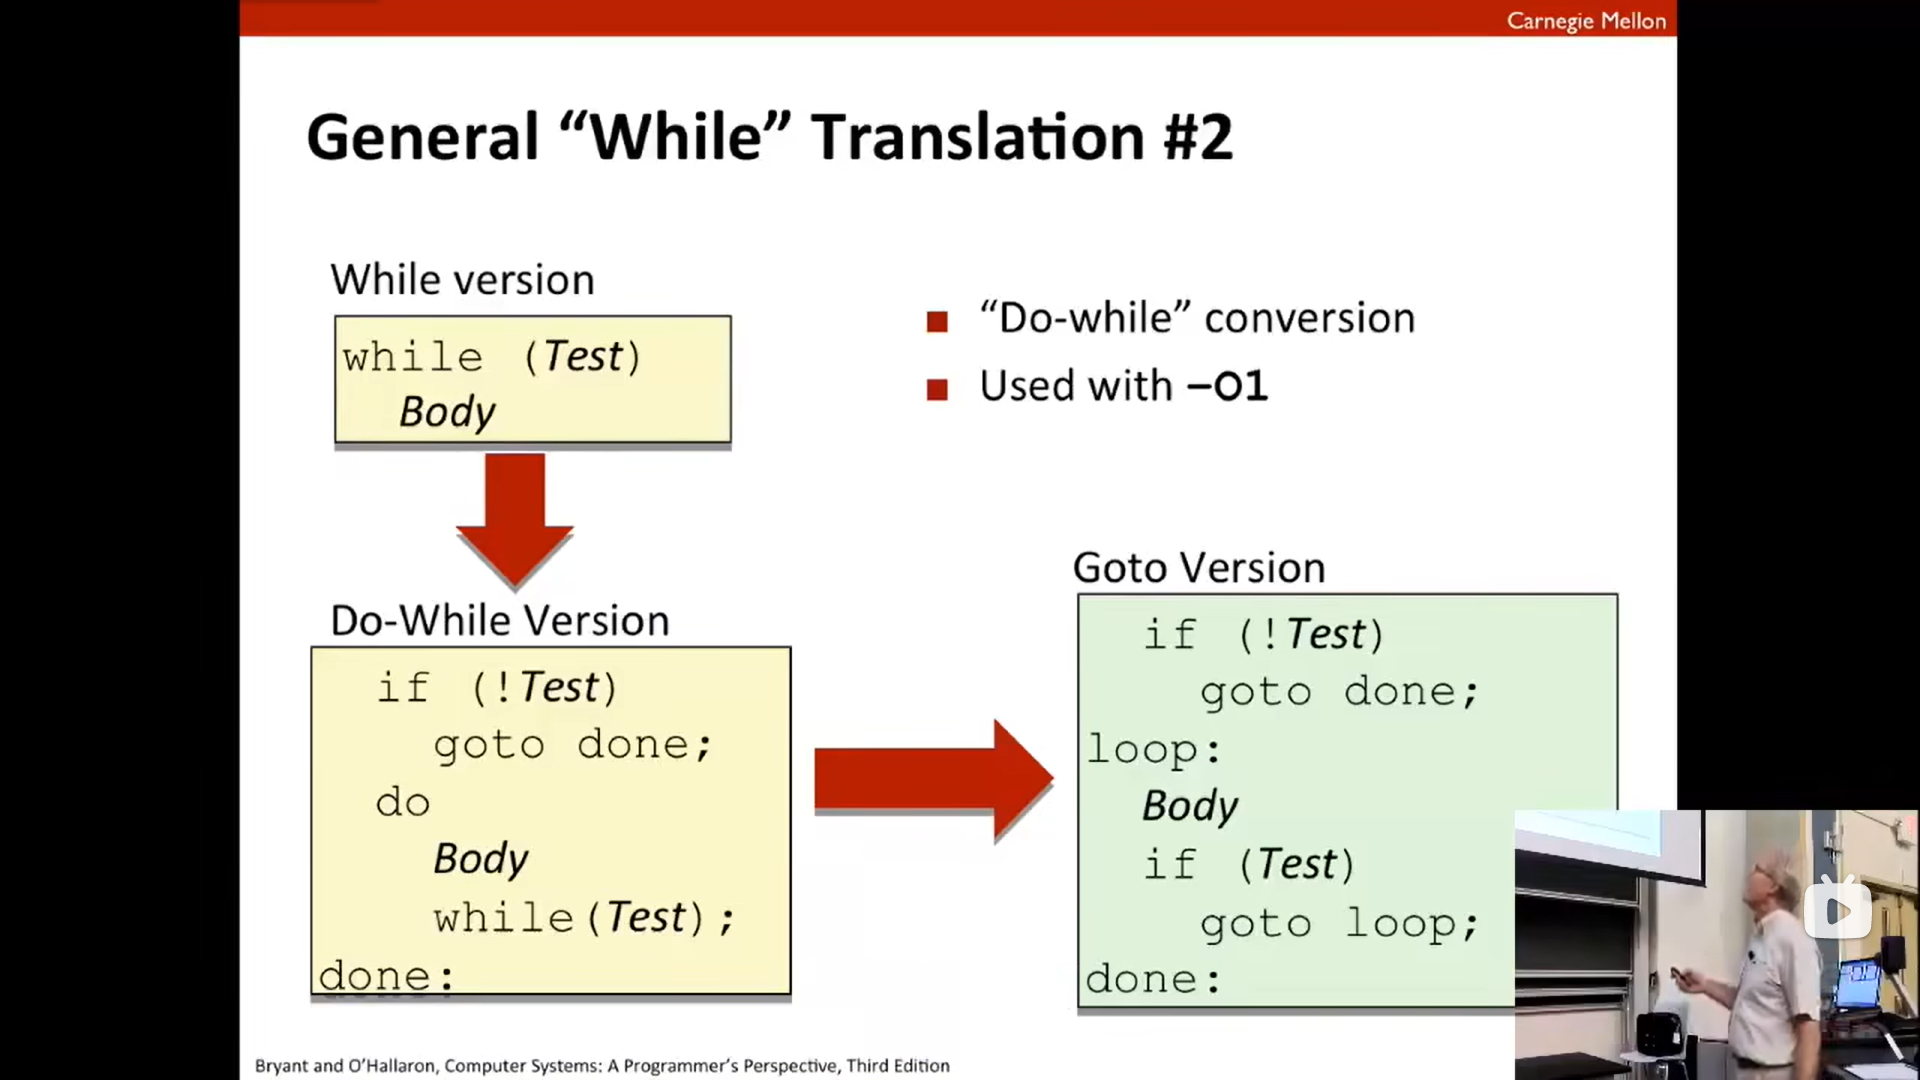 Carnegie Mellon
General “While” Translation #2
While version
while (Test)
Body
“Do-while” conversion
Used with –O1
Do-While Version
if (!Test)
goto done;
do
Body
while(Test);
done:
Goto Version
if (!Test)
goto done;
loop:
Body
if (Test)
goto loop;
done:
Bryant and O’Hallaron, Computer Systems: A Programmer’s Perspective, Third Edition